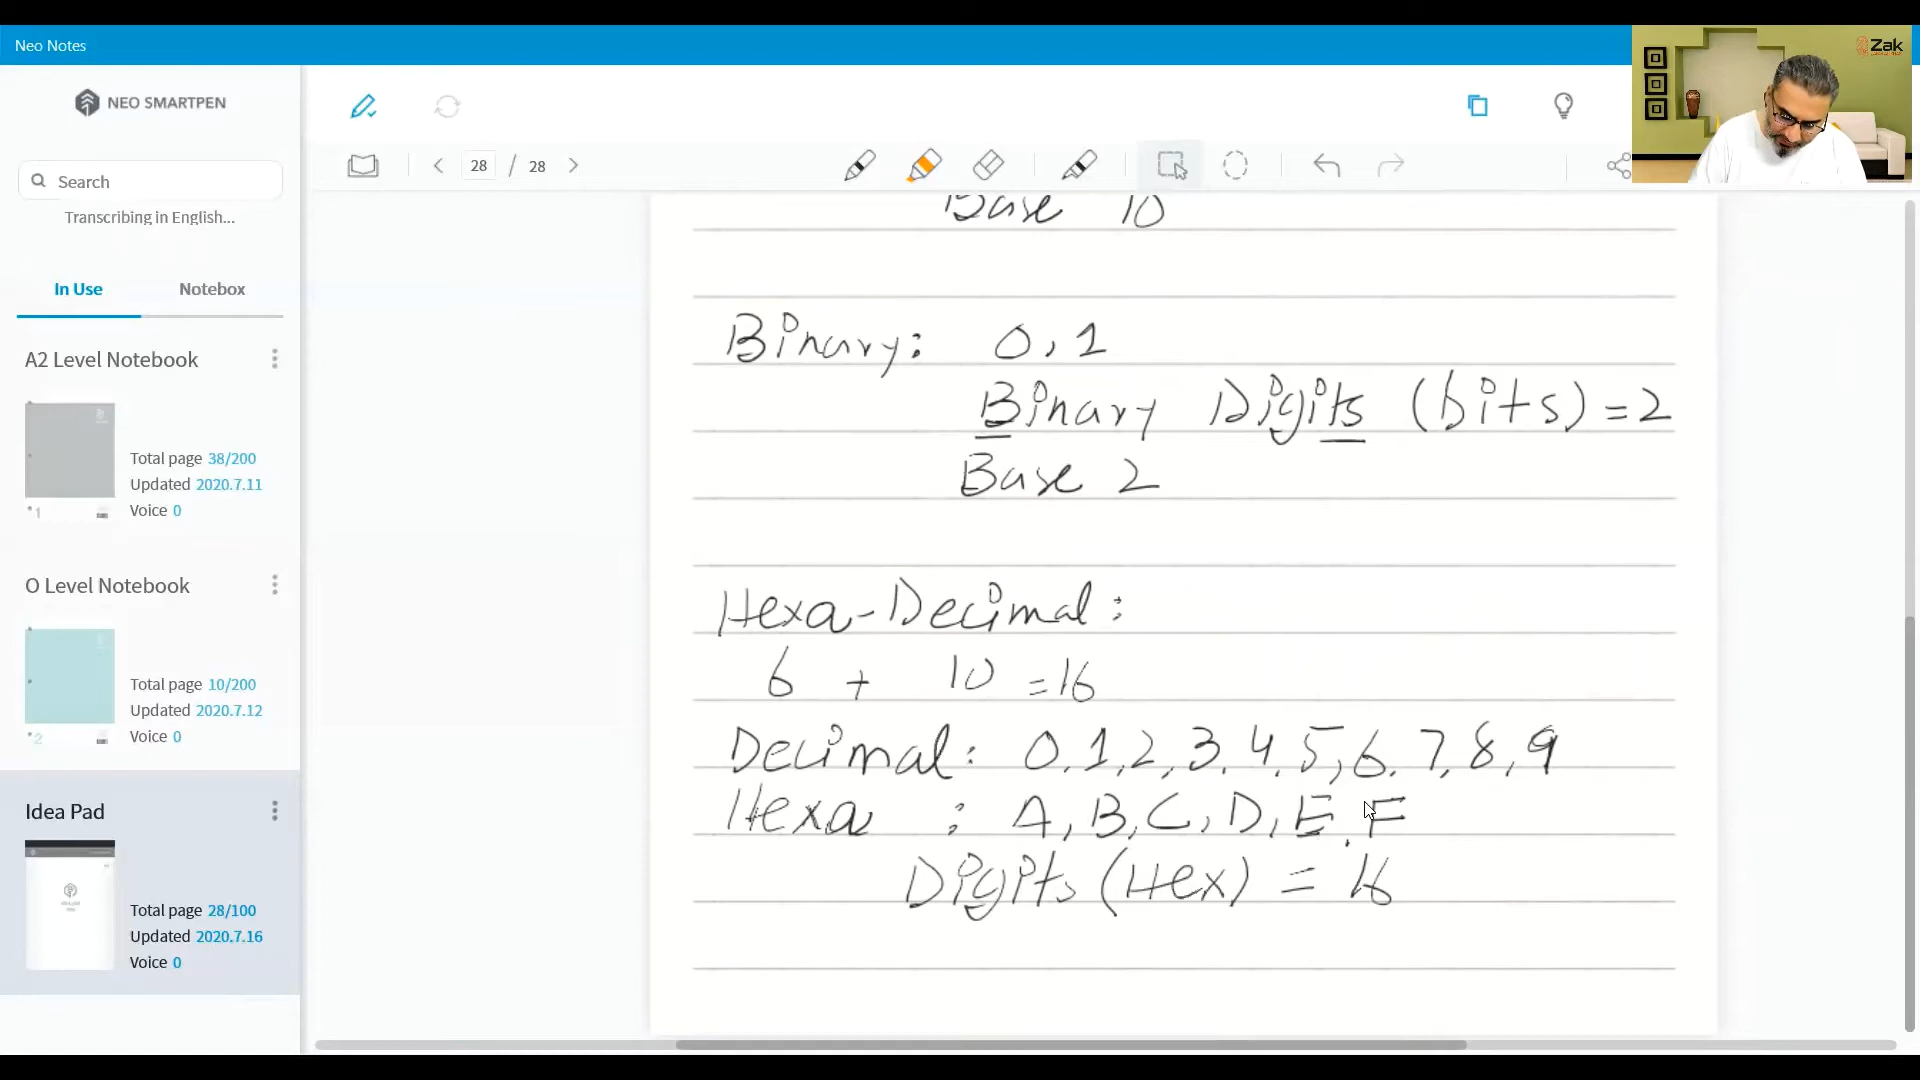 Neo Notes
Zak
NEO SMARTPEN
Search
Transcribing in English...
In Use
Notebox
A2 Level Notebook
Total page 38/200
Updated 2020.7.11
Voice 0
1
O Level Notebook
Total page 10/200
Updated 2020.7.12
Voice 0
2
Idea Pad
Total page 28/100
Updated 2020.7.16
Voice 0
28 / 28
Base 10
Binary: 0, 1
Binary Digits (bits) = 2
Base 2
Hexa-Decimal:
6 + 10 = 16
Decimal: 0, 1, 2, 3, 4, 5, 6, 7, 8, 9
Hexa : A, B, C, D, E, F
Digits (Hex) = 16